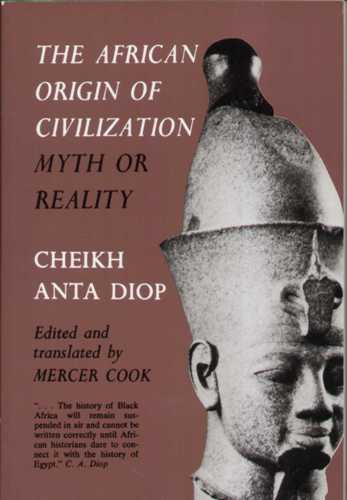 THE AFRICAN
ORIGIN OF
CIVILIZATION
MYTH OR
REALITY
CHEIKH
ANTA DIOP
Edited and
translated by
MERCER COOK
". . . The history of Black
Africa will remain sus-
pended in air and cannot be
written correctly until Afri-
can historians dare to con-
nect it with the history of
Egypt." C. A. Diop